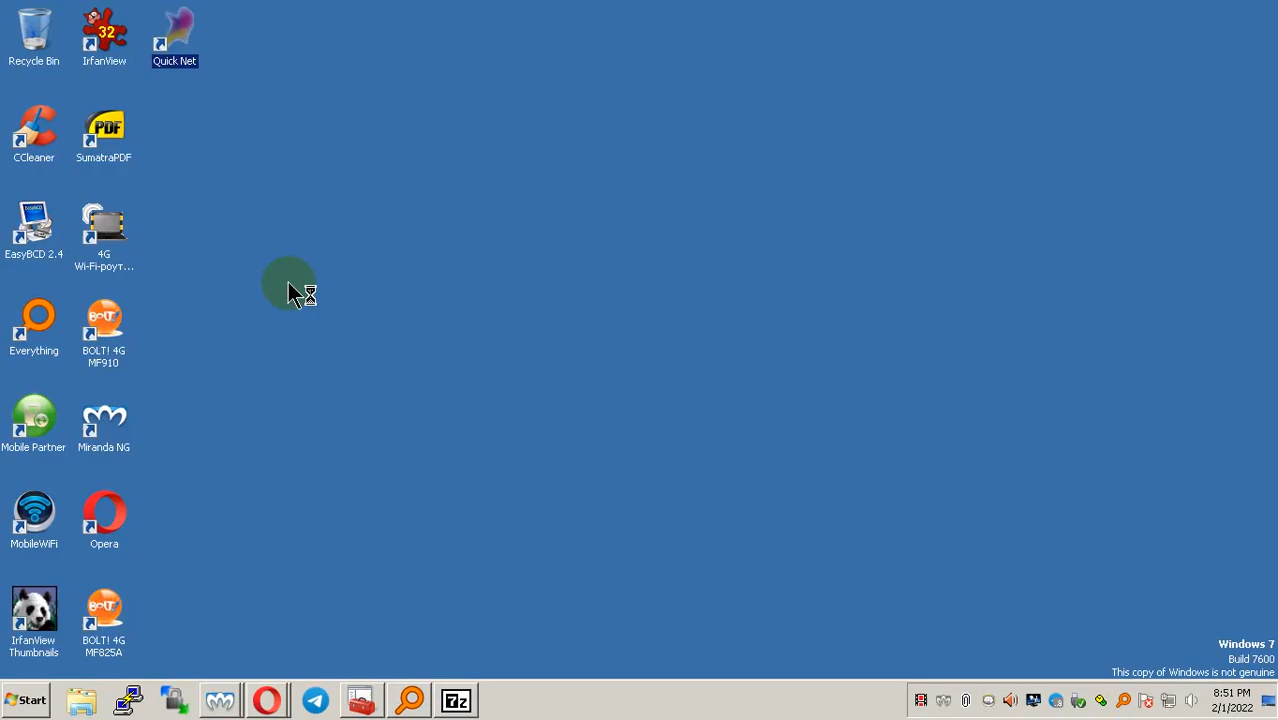 Recycle Bin
32
IrfanView
Quick Net
CCleaner
PDF
SumatraPDF
EasyBCD 2.4
4G
Wi-Fi-роут...
Everything
BOLT!
BOLT! 4G
MF910
Mobile Partner
Miranda NG
MobileWiFi
Opera
IrfanView
Thumbnails
BOLT!
BOLT! 4G
MF825A
Windows 7
Build 7600
This copy of Windows is not genuine
Start
7z
8:51 PM
2/1/2022